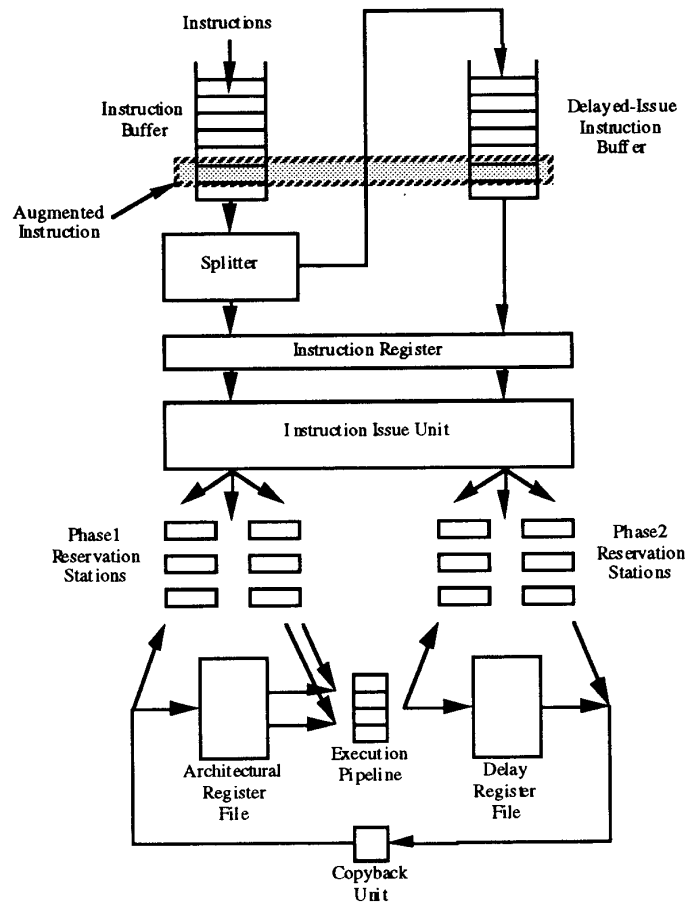 Instructions
Instruction
Buffer
Delayed-Issue
Instruction
Buffer
Augmented
Instruction
Splitter
Instruction Register
Instruction Issue Unit
Phase1
Reservation
Stations
Phase2
Reservation
Stations
Architectural
Register
File
Execution
Pipeline
Delay
Register
File
Copyback
Unit